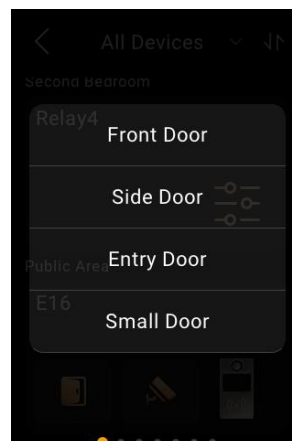 All Devices
Second Bedroom
Relay4
Front Door
Side Door
Public Area
Entry Door
E16
Small Door